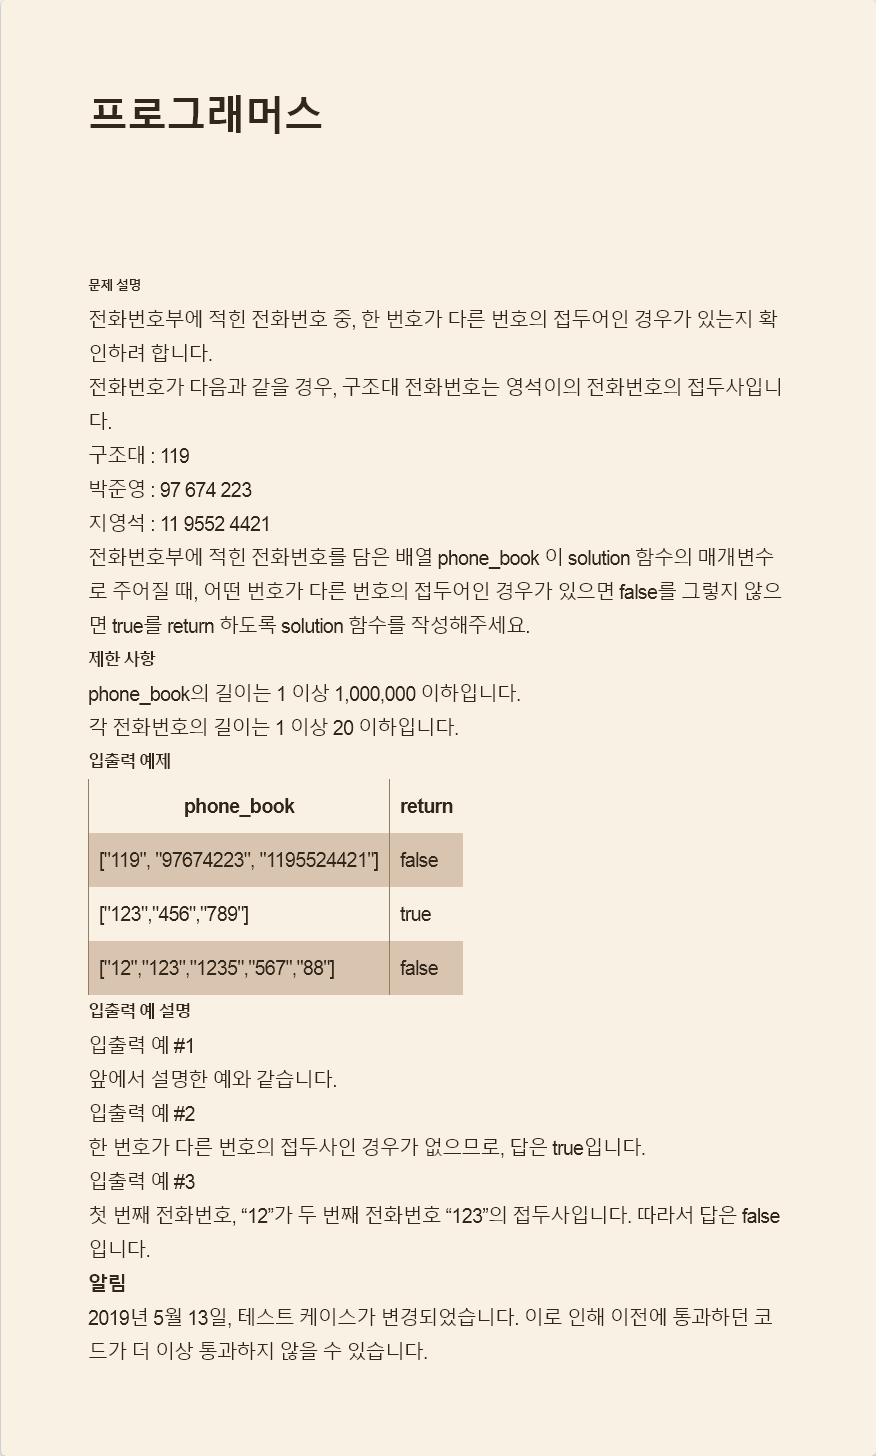 프로그래머스
문제 설명
전화번호부에 적힌 전화번호 중, 한 번호가 다른 번호의 접두어인 경우가 있는지 확
인하려 합니다.
전화번호가 다음과 같을 경우, 구조대 전화번호는 영석이의 전화번호의 접두사입니
다.
구조대 : 119
박준영 : 97 674 223
지영석 : 11 9552 4421
전화번호부에 적힌 전화번호를 담은 배열 phone_book 이 solution 함수의 매개변수
로 주어질 때, 어떤 번호가 다른 번호의 접두어인 경우가 있으면 false를 그렇지 않으
면 true를 return 하도록 solution 함수를 작성해주세요.
제한 사항
phone_book의 길이는 1 이상 1,000,000 이하입니다.
각 전화번호의 길이는 1 이상 20 이하입니다.
입출력 예제
phone_book return
["119", "97674223", "1195524421"] false
["123","456","789"] true
["12","123","1235","567","88"] false
입출력 예 설명
입출력 예 #1
앞에서 설명한 예와 같습니다.
입출력 예 #2
한 번호가 다른 번호의 접두사인 경우가 없으므로, 답은 true입니다.
입출력 예 #3
첫 번째 전화번호, “12”가 두 번째 전화번호 “123”의 접두사입니다. 따라서 답은 false
입니다.
알림
2019년 5월 13일, 테스트 케이스가 변경되었습니다. 이로 인해 이전에 통과하던 코
드가 더 이상 통과하지 않을 수 있습니다.